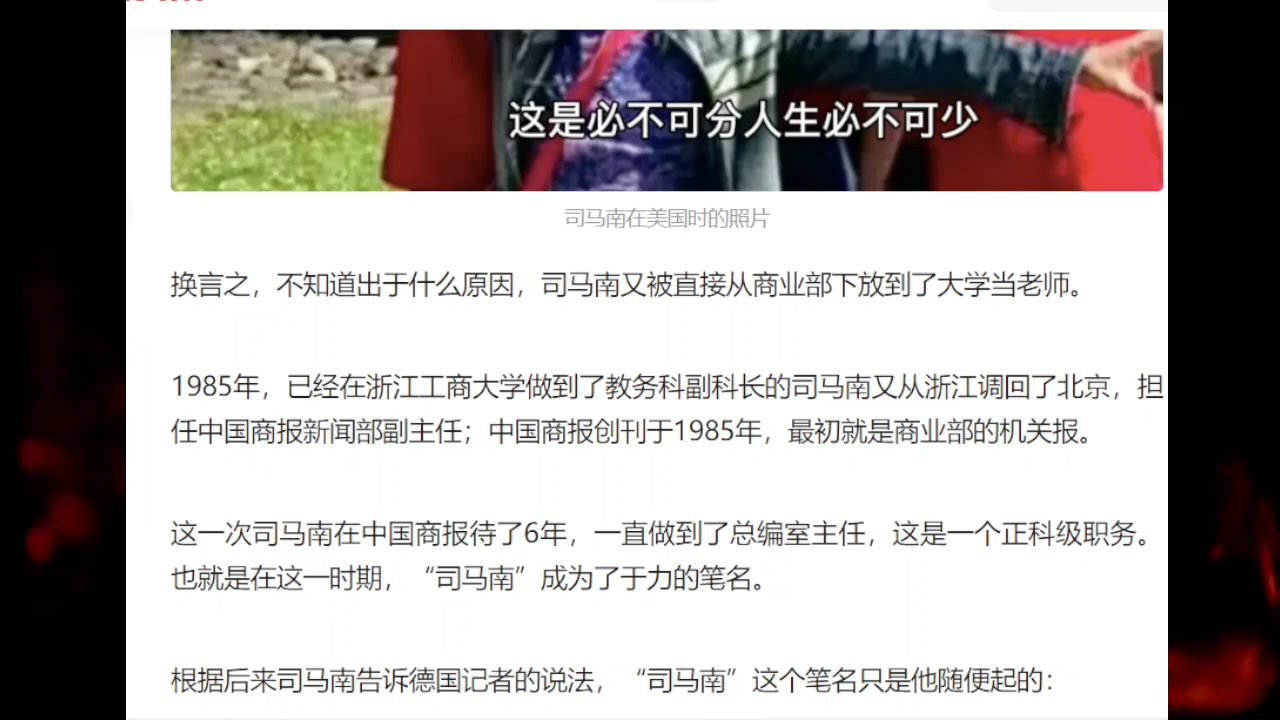 这是必不可分人生必不可少
司马南在美国时的照片
换言之，不知道出于什么原因，司马南又被直接从商业部下放到了大学当老师。
1985年，已经在浙江工商大学做到了教务科副科长的司马南又从浙江调回了北京，担
任中国商报新闻部副主任；中国商报创刊于1985年，最初就是商业部的机关报。
这一次司马南在中国商报待了6年，一直做到了总编室主任，这是一个正科级职务。
也就是在这一时期，“司马南”成为了于力的笔名。
根据后来司马南告诉德国记者的说法，“司马南”这个笔名只是他随便起的：